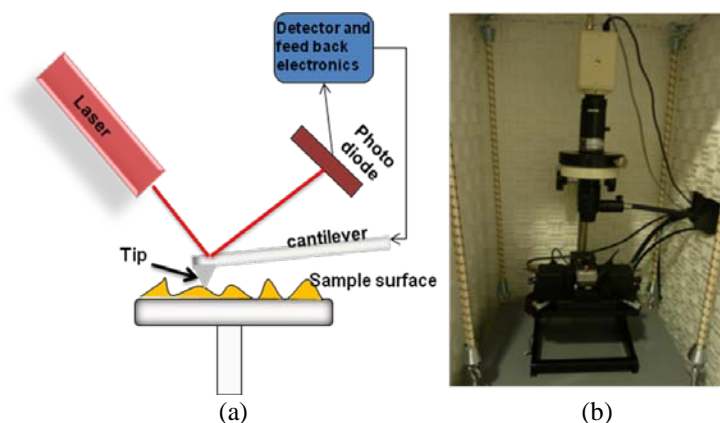 Detector and
feed back
electronics
Laser
Photo
diode
cantilever
Tip
Sample surface
(a)
(b)